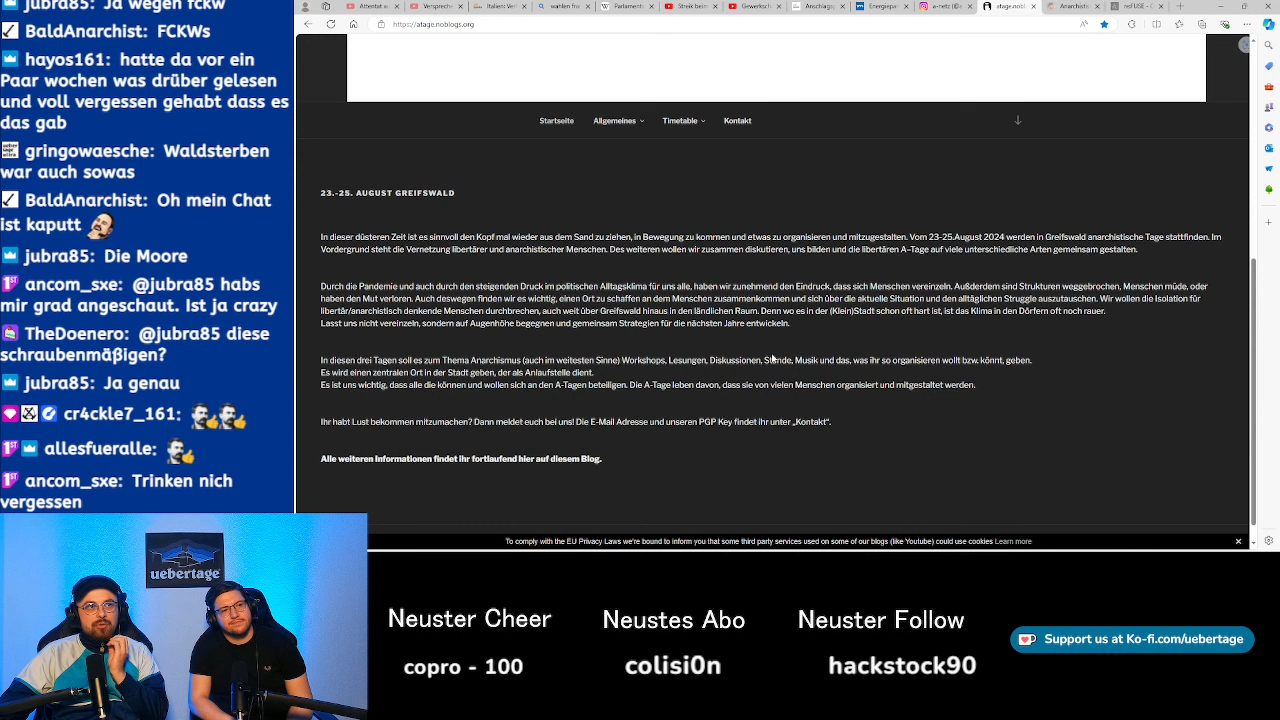 jubra85: Ja wegen fckw
BaldAnarchist: FCKWs
hayos161: hatte da vor ein
Paar wochen was drüber gelesen
und voll vergessen gehabt dass es
das gab
gringowaesche: Waldsterben
war auch sowas
BaldAnarchist: Oh mein Chat
ist kaputt
jubra85: Die Moore
ancom_sxe: @jubra85 habs
mir grad angeschaut. Ist ja crazy
TheDoenero: @jubra85 diese
schraubenmäßigen?
jubra85: Ja genau
cr4ckle7_161:
allesfueralle:
ancom_sxe: Trinken nich
vergessen
Attentat a
Versprech
Italiens Ve
wahlen fra
Parlament
Streik beim
Gewerksch
Anschlags
Energiepar
e-netz (@e
atage.nobl
Anarchisti
red USE - C
https://atage.noblogs.org
Startseite Allgemeines Timetable Kontakt
23.-25. AUGUST GREIFSWALD
In dieser düsteren Zeit ist es sinnvoll den Kopf mal wieder aus dem Sand zu ziehen, in Bewegung zu kommen und etwas zu organisieren und mitzugestalten. Vom 23-25.August 2024 werden in Greifswald anarchistische Tage stattfinden. Im
Vordergrund steht die Vernetzung libertärer und anarchistischer Menschen. Des weiteren wollen wir zusammen diskutieren, uns bilden und die libertären A-Tage auf viele unterschiedliche Arten gemeinsam gestalten.
Durch die Pandemie und auch durch den steigenden Druck im politischen Alltagsklima für uns alle, haben wir zunehmend den Eindruck, dass sich Menschen vereinzeln. Außderdem sind Strukturen weggebrochen, Menschen müde, oder
haben den Mut verloren. Auch deswegen finden wir es wichtig, einen Ort zu schaffen an dem Menschen zusammenkommen und sich über die aktuelle Situation und den alltäglichen Struggle auszutauschen. Wir wollen die Isolation für
libertär/anarchistisch denkende Menschen durchbrechen, auch weit über Greifswald hinaus in den ländlichen Raum. Denn wo es in der (Klein)Stadt schon oft hart ist, ist das Klima in den Dörfern oft noch rauer.
Lasst uns nicht vereinzeln, sondern auf Augenhöhe begegnen und gemeinsam Strategien für die nächsten Jahre entwickeln.
In diesen drei Tagen soll es zum Thema Anarchismus (auch im weitesten Sinne) Workshops, Lesungen, Diskussionen, Stände, Musik und das, was ihr so organisieren wollt bzw. könnt, geben.
Es wird einen zentralen Ort in der Stadt geben, der als Anlaufstelle dient.
Es ist uns wichtig, dass alle die können und wollen sich an den A-Tagen beteiligen. Die A-Tage leben davon, dass sie von vielen Menschen organisiert und mitgestaltet werden.
Ihr habt Lust bekommen mitzumachen? Dann meldet euch bei uns! Die E-Mail Adresse und unseren PGP Key findet ihr unter „Kontakt“.
Alle weiteren Informationen findet ihr fortlaufend hier auf diesem Blog.
To comply with the EU Privacy Laws we're bound to inform you that some third party services used on some of our blogs (like Youtube) could use cookies Learn more
uebertage
Neuster Cheer
copro - 100
Neustes Abo
colisi0n
Neuster Follow
hackstock90
Support us at Ko-fi.com/uebertage